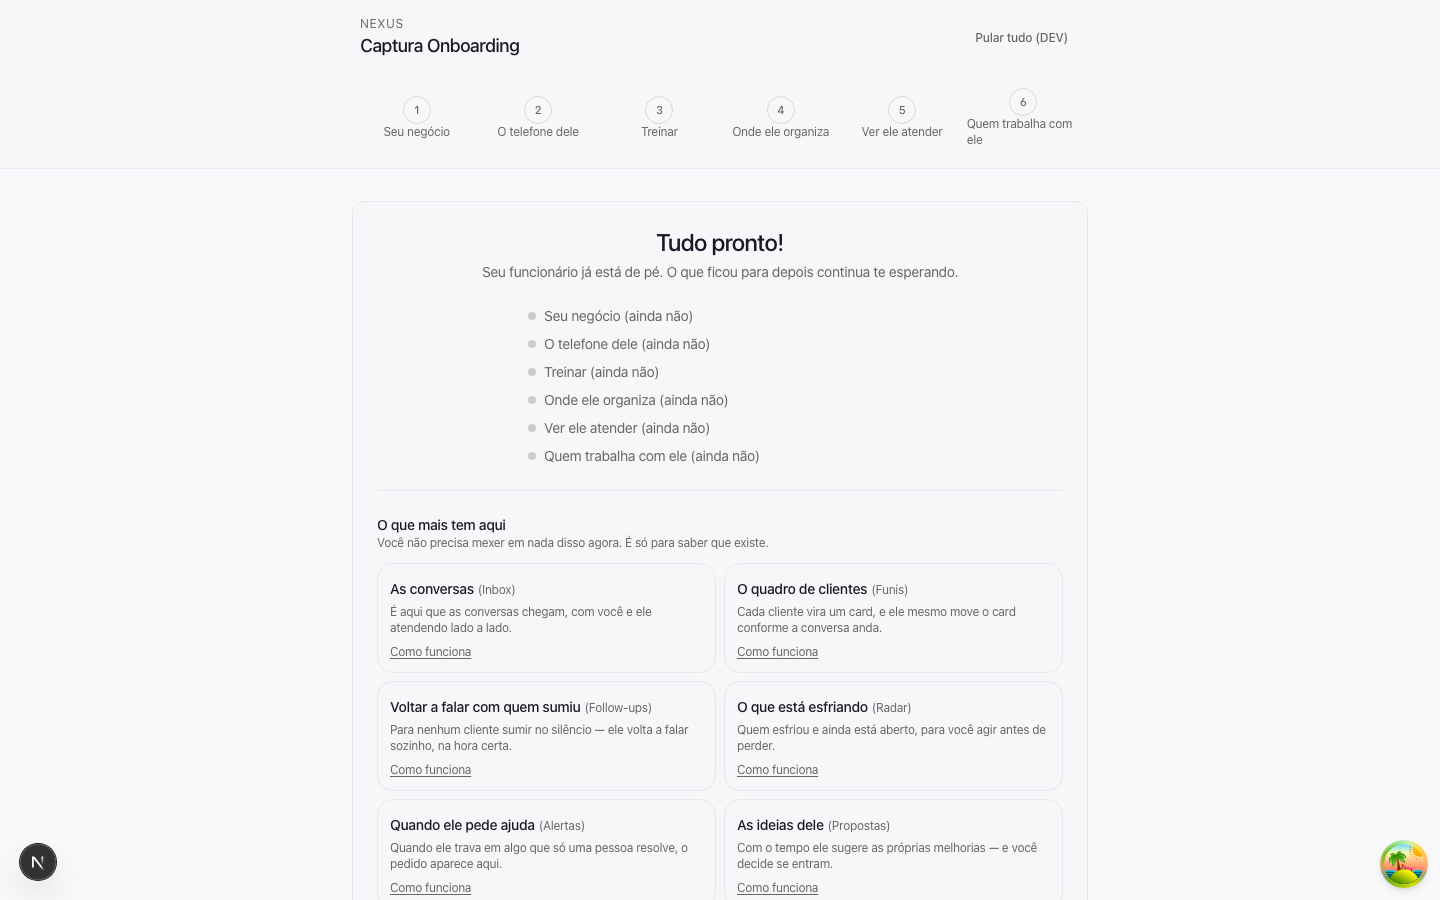 NEXUS
Captura Onboarding
Pular tudo (DEV)
1
Seu negócio
2
O telefone dele
3
Treinar
4
Onde ele organiza
5
Ver ele atender
6
Quem trabalha com
ele
Tudo pronto!
Seu funcionário já está de pé. O que ficou para depois continua te esperando.
Seu negócio (ainda não)
O telefone dele (ainda não)
Treinar (ainda não)
Onde ele organiza (ainda não)
Ver ele atender (ainda não)
Quem trabalha com ele (ainda não)
O que mais tem aqui
Você não precisa mexer em nada disso agora. É só para saber que existe.
As conversas (Inbox)
É aqui que as conversas chegam, com você e ele
atendendo lado a lado.
Como funciona
O quadro de clientes (Funis)
Cada cliente vira um card, e ele mesmo move o card
conforme a conversa anda.
Como funciona
Voltar a falar com quem sumiu (Follow-ups)
Para nenhum cliente sumir no silêncio — ele volta a falar
sozinho, na hora certa.
Como funciona
O que está esfriando (Radar)
Quem esfriou e ainda está aberto, para você agir antes de
perder.
Como funciona
Quando ele pede ajuda (Alertas)
Quando ele trava em algo que só uma pessoa resolve, o
pedido aparece aqui.
Como funciona
As ideias dele (Propostas)
Com o tempo ele sugere as próprias melhorias — e você
decide se entram.
Como funciona
N